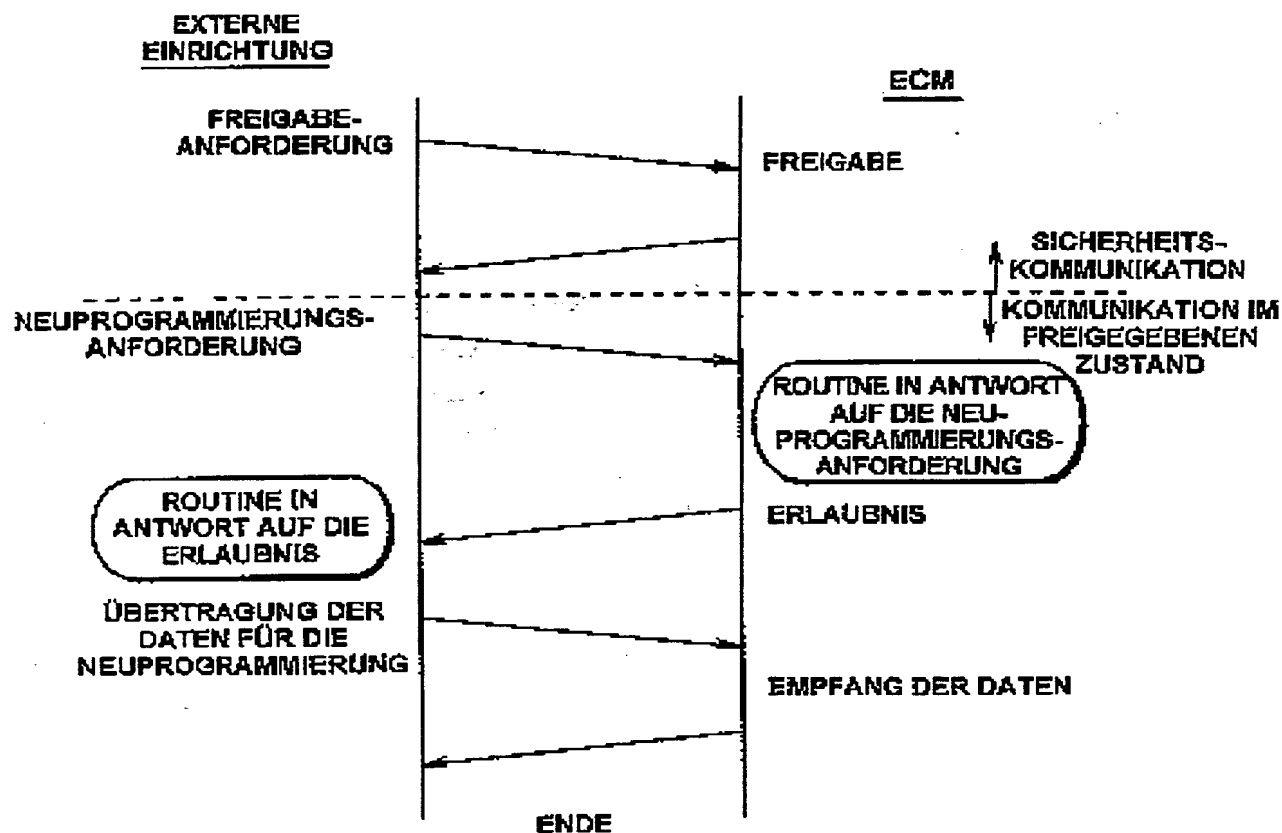 EXTERNE
EINRICHTUNG
ECM
FREIGABE-
ANFORDERUNG
FREIGABE
SICHERHEITS-
KOMMUNIKATION
NEUPROGRAMMIERUNGS-
ANFORDERUNG
KOMMUNIKATION IM
FREIGEGEBENEN
ZUSTAND
ROUTINE IN ANTWORT
AUF DIE NEU-
PROGRAMMIERUNGS-
ANFORDERUNG
ERLAUBNIS
ROUTINE IN
ANTWORT AUF DIE
ERLAUBNIS
ÜBERTRAGUNG DER
DATEN FÜR DIE
NEUPROGRAMMIERUNG
EMPFANG DER DATEN
ENDE